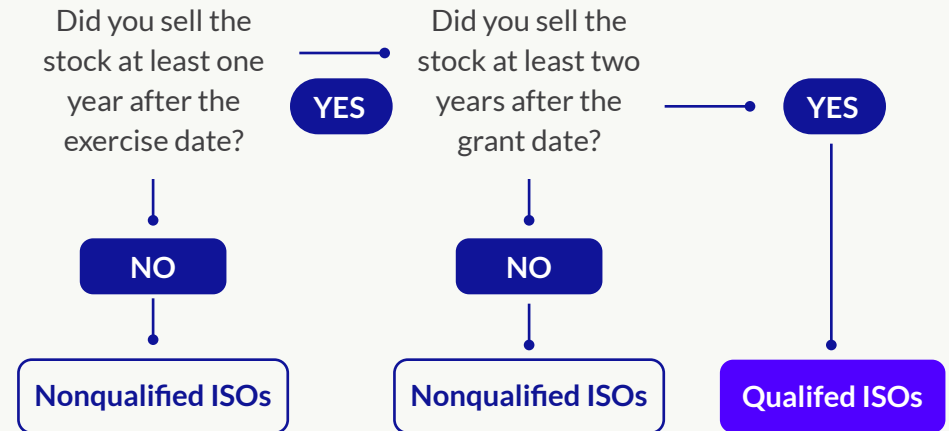 Did you sell the
stock at least one
year after the
exercise date?
YES
Did you sell the
stock at least two
years after the
grant date?
YES
NO
NO
Nonqualified ISOs
Nonqualified ISOs
Qualifed ISOs